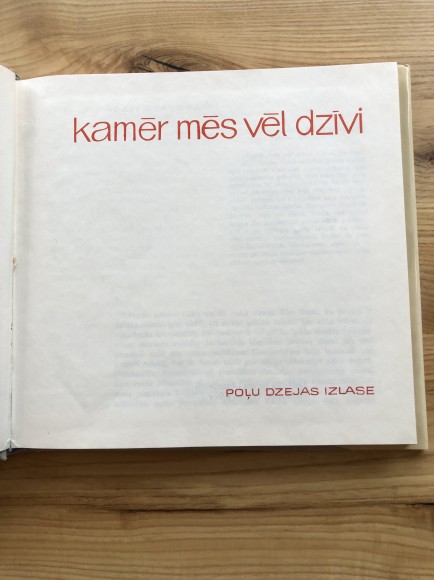 kamēr mēs vēl dzīvi
POĻU DZEJAS IZLASE